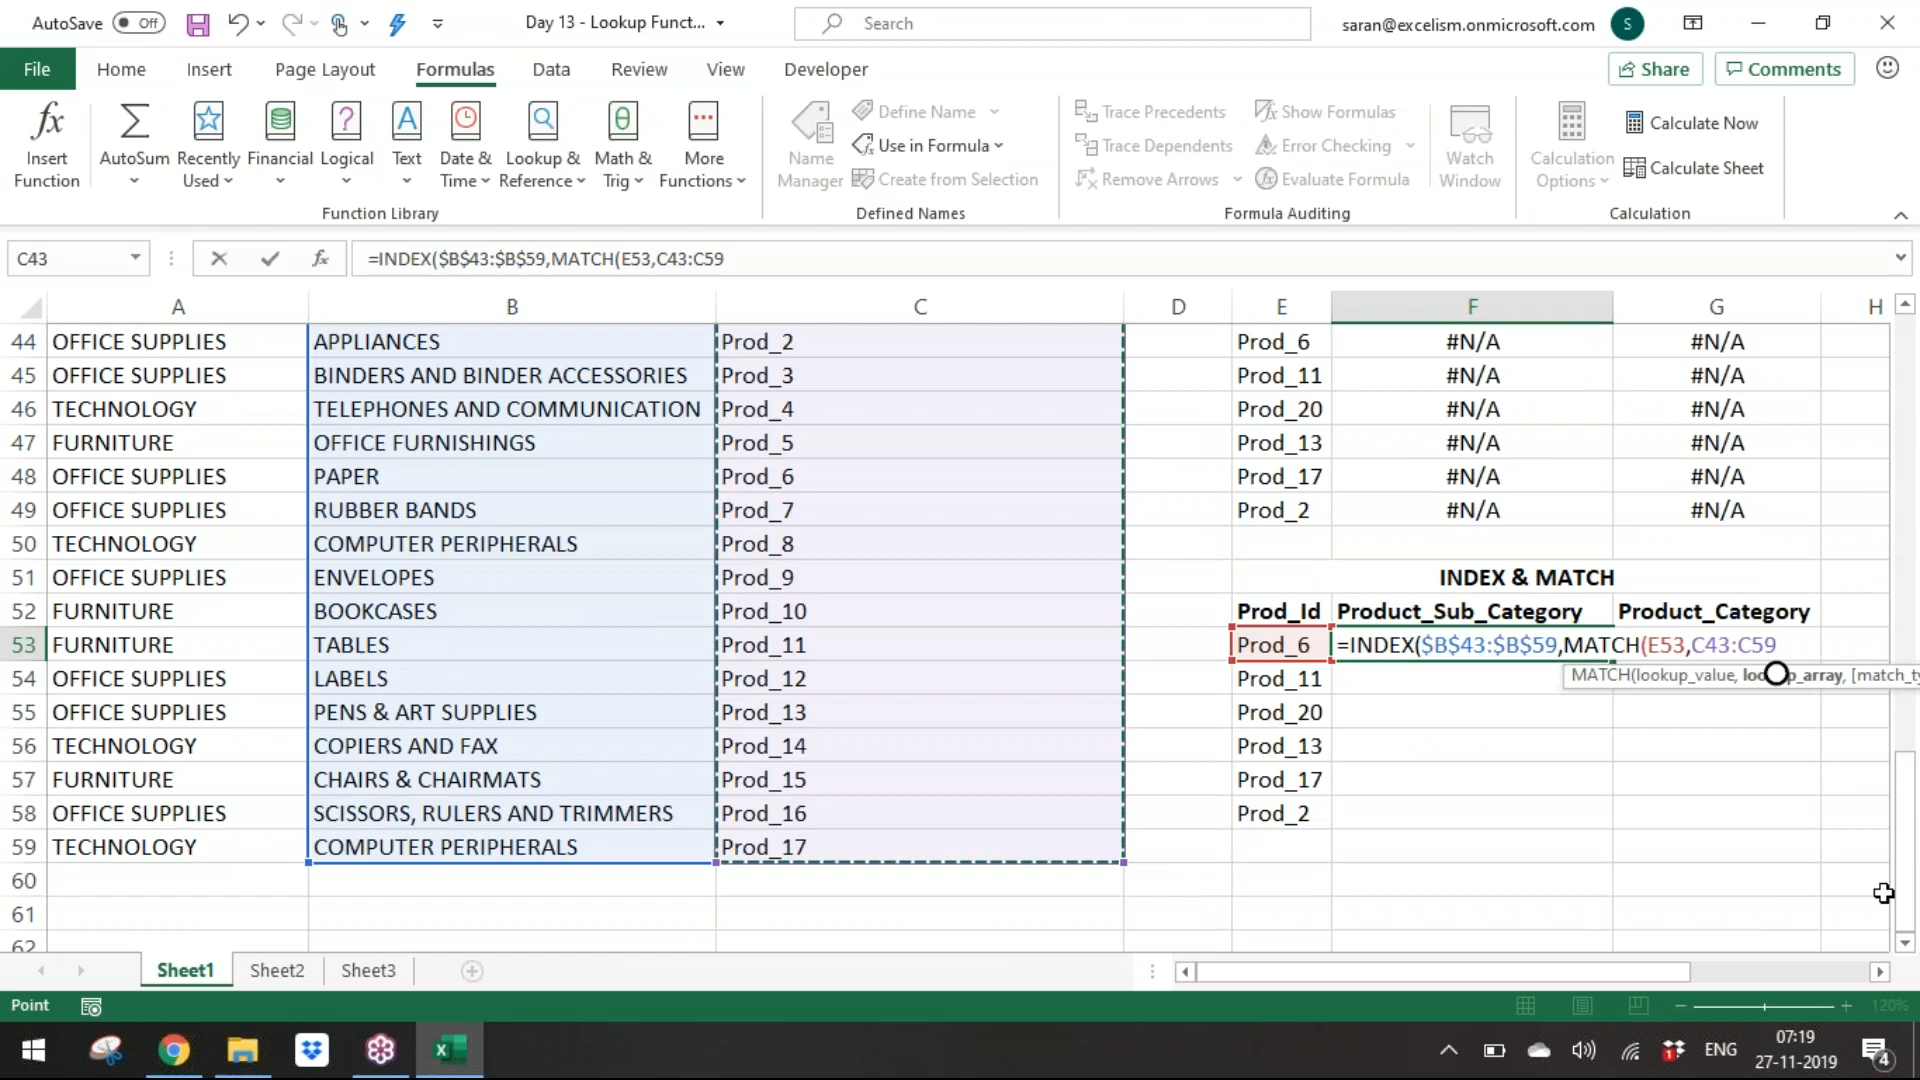 AutoSave Off Day 13 - Lookup Funct... Search saran@excelism.onmicrosoft.com S
File Home Insert Page Layout Formulas Data Review View Developer Share Comments
Insert Function
AutoSum
Recently Used
Financial
Logical
Text
Date & Time
Lookup & Reference
Math & Trig
More Functions
Function Library
Name Manager
Define Name
Use in Formula
Create from Selection
Defined Names
Trace Precedents
Trace Dependents
Remove Arrows
Show Formulas
Error Checking
Evaluate Formula
Watch Window
Formula Auditing
Calculation Options
Calculate Now
Calculate Sheet
Calculation
C43 fx =INDEX($B$43:$B$59,MATCH(E53,C43:C59
A B C D E F G H
44 OFFICE SUPPLIES APPLIANCES Prod_2 Prod_6 #N/A #N/A
45 OFFICE SUPPLIES BINDERS AND BINDER ACCESSORIES Prod_3 Prod_11 #N/A #N/A
46 TECHNOLOGY TELEPHONES AND COMMUNICATION Prod_4 Prod_20 #N/A #N/A
47 FURNITURE OFFICE FURNISHINGS Prod_5 Prod_13 #N/A #N/A
48 OFFICE SUPPLIES PAPER Prod_6 Prod_17 #N/A #N/A
49 OFFICE SUPPLIES RUBBER BANDS Prod_7 Prod_2 #N/A #N/A
50 TECHNOLOGY COMPUTER PERIPHERALS Prod_8
51 OFFICE SUPPLIES ENVELOPES Prod_9 INDEX & MATCH
52 FURNITURE BOOKCASES Prod_10 Prod_Id Product_Sub_Category Product_Category
53 FURNITURE TABLES Prod_11 Prod_6 =INDEX($B$43:$B$59,MATCH(E53,C43:C59
MATCH(lookup_value, [match_ty
54 OFFICE SUPPLIES LABELS Prod_12 Prod_11
55 OFFICE SUPPLIES PENS & ART SUPPLIES Prod_13 Prod_20
56 TECHNOLOGY COPIERS AND FAX Prod_14 Prod_13
57 FURNITURE CHAIRS & CHAIRMATS Prod_15 Prod_17
58 OFFICE SUPPLIES SCISSORS, RULERS AND TRIMMERS Prod_16 Prod_2
59 TECHNOLOGY COMPUTER PERIPHERALS Prod_17
60
61
62
Sheet1 Sheet2 Sheet3
Point 120%
ENG 07:19
27-11-2019 4